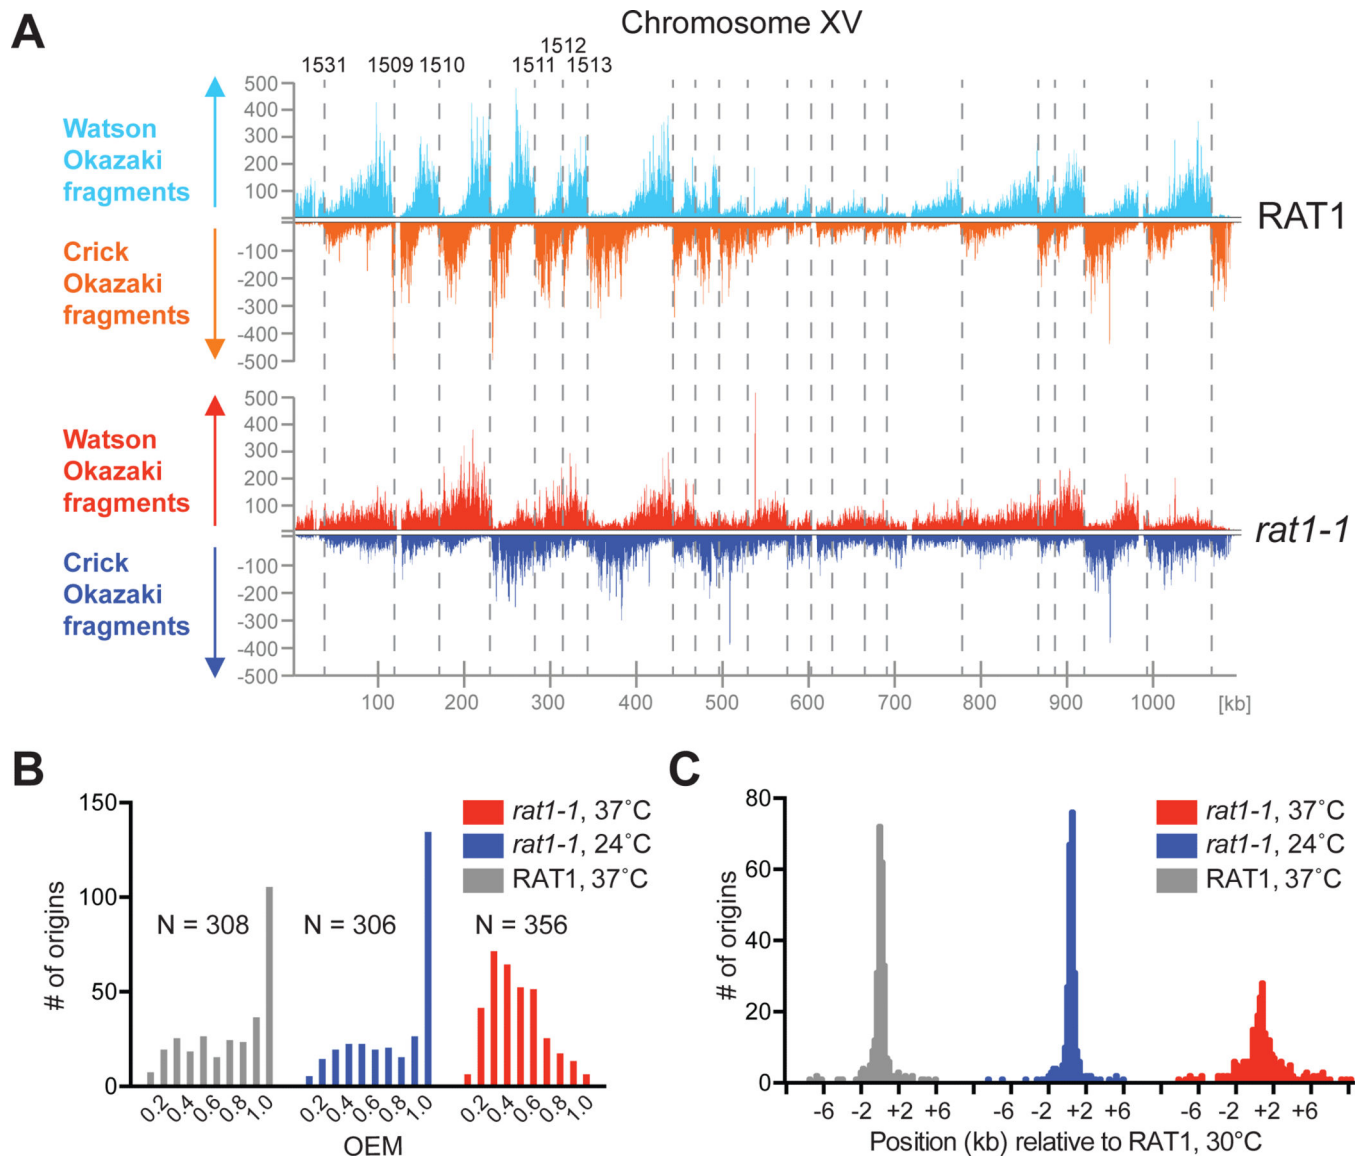 A
Chromosome XV
1512
1531 1509 1510 1511 1513
500
400
300
200
100
-100
-200
-300
-400
-500
Watson
Okazaki
fragments
Crick
Okazaki
fragments
RAT1
500
400
300
200
100
-100
-200
-300
-400
-500
Watson
Okazaki
fragments
Crick
Okazaki
fragments
rat1-1
100 200 300 400 500 600 700 800 900 1000 [kb]
B
150
100
50
0
# of origins
rat1-1, 37°C
rat1-1, 24°C
RAT1, 37°C
N = 308 N = 306 N = 356
0.2 0.4 0.6 0.8 1.0 0.2 0.4 0.6 0.8 1.0 0.2 0.4 0.6 0.8 1.0
OEM
C
80
60
40
20
0
# of origins
rat1-1, 37°C
rat1-1, 24°C
RAT1, 37°C
-6 -2 +2 +6 -6 -2 +2 +6 -6 -2 +2 +6
Position (kb) relative to RAT1, 30°C